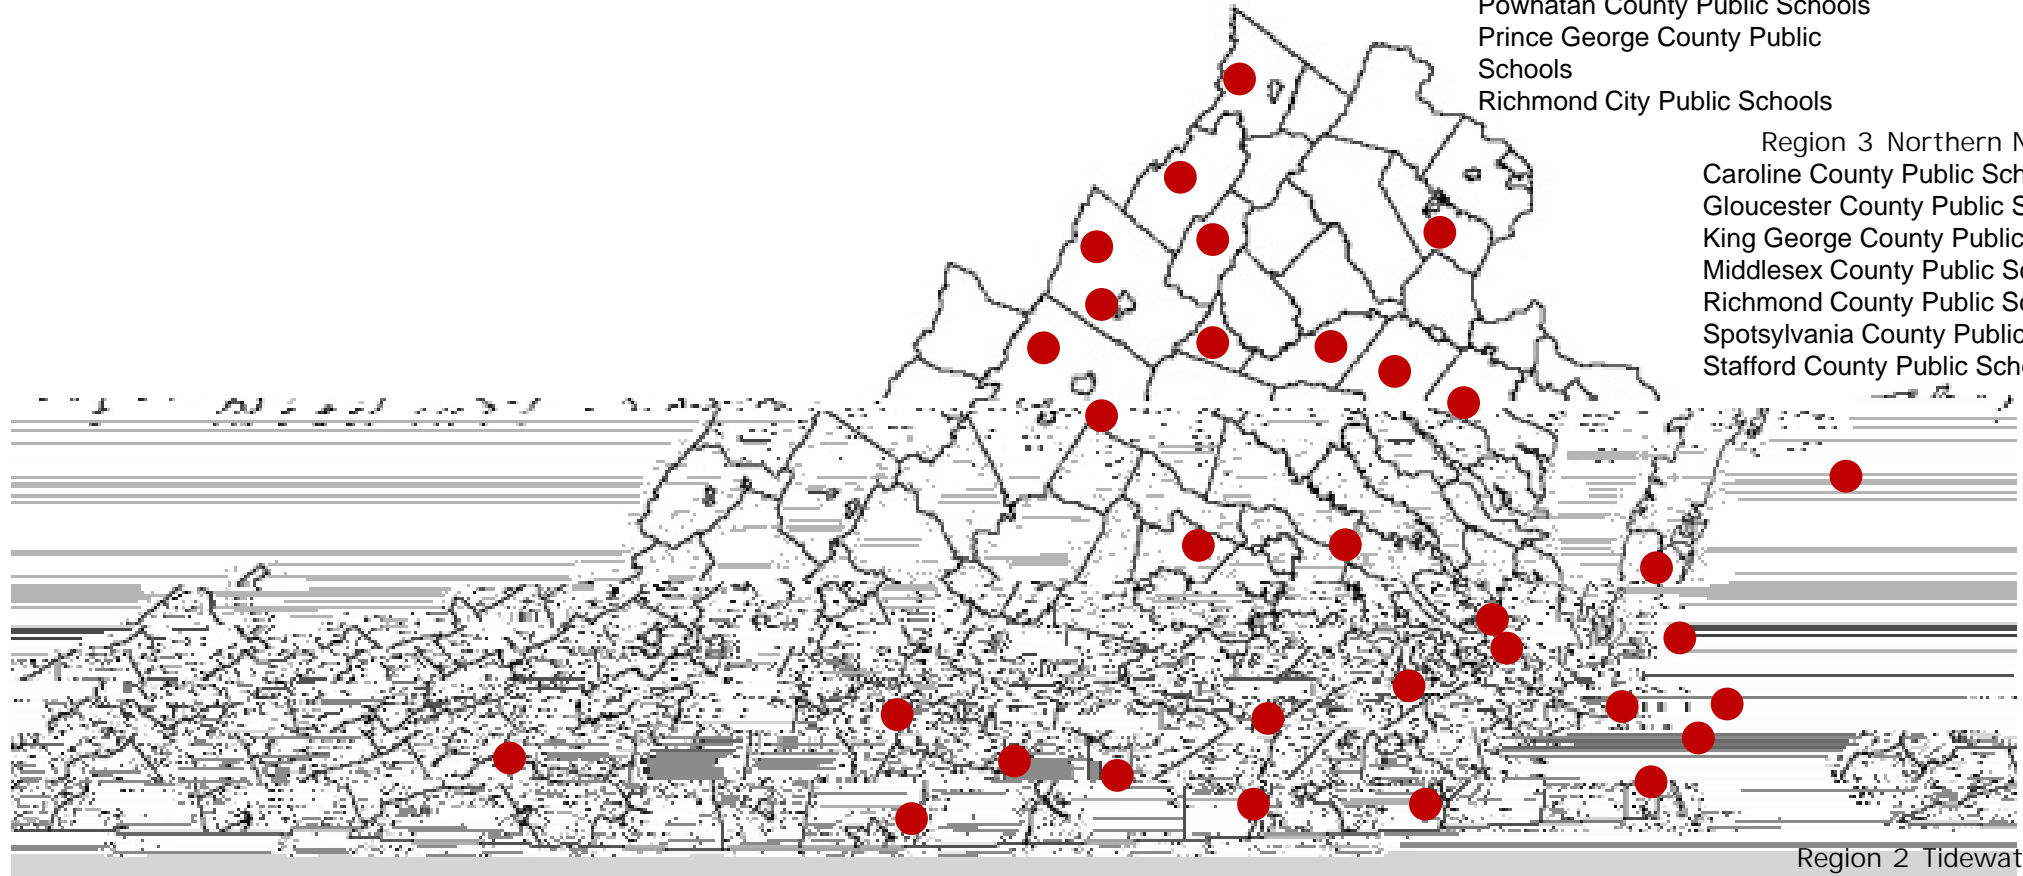 Powhatan County Public Schools
Prince George County Public
Schools
Richmond City Public Schools
Region 3 Northern
Caroline County Public
Gloucester County Public
King George County Public
Middlesex County Public
Richmond County Public
Spotsylvania County Public
Stafford County Public
Region 2